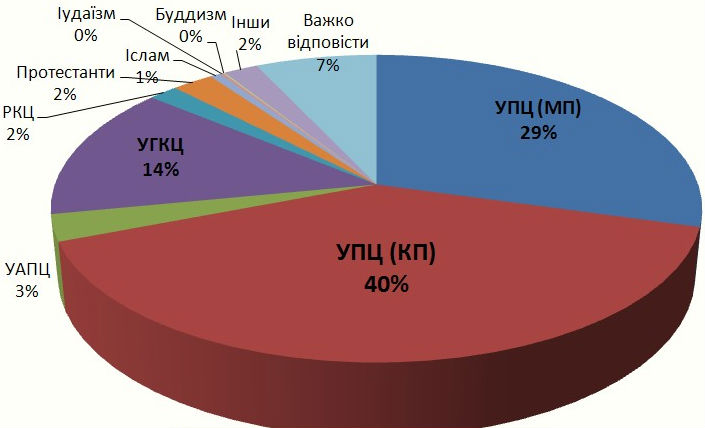 Іудаїзм
0%
Буддизм
0%
Інши
2%
Важко
відповісти
7%
Іслам
1%
Протестанти
2%
РКЦ
2%
УГКЦ
14%
УПЦ (МП)
29%
УПЦ (КП)
40%
УАПЦ
3%